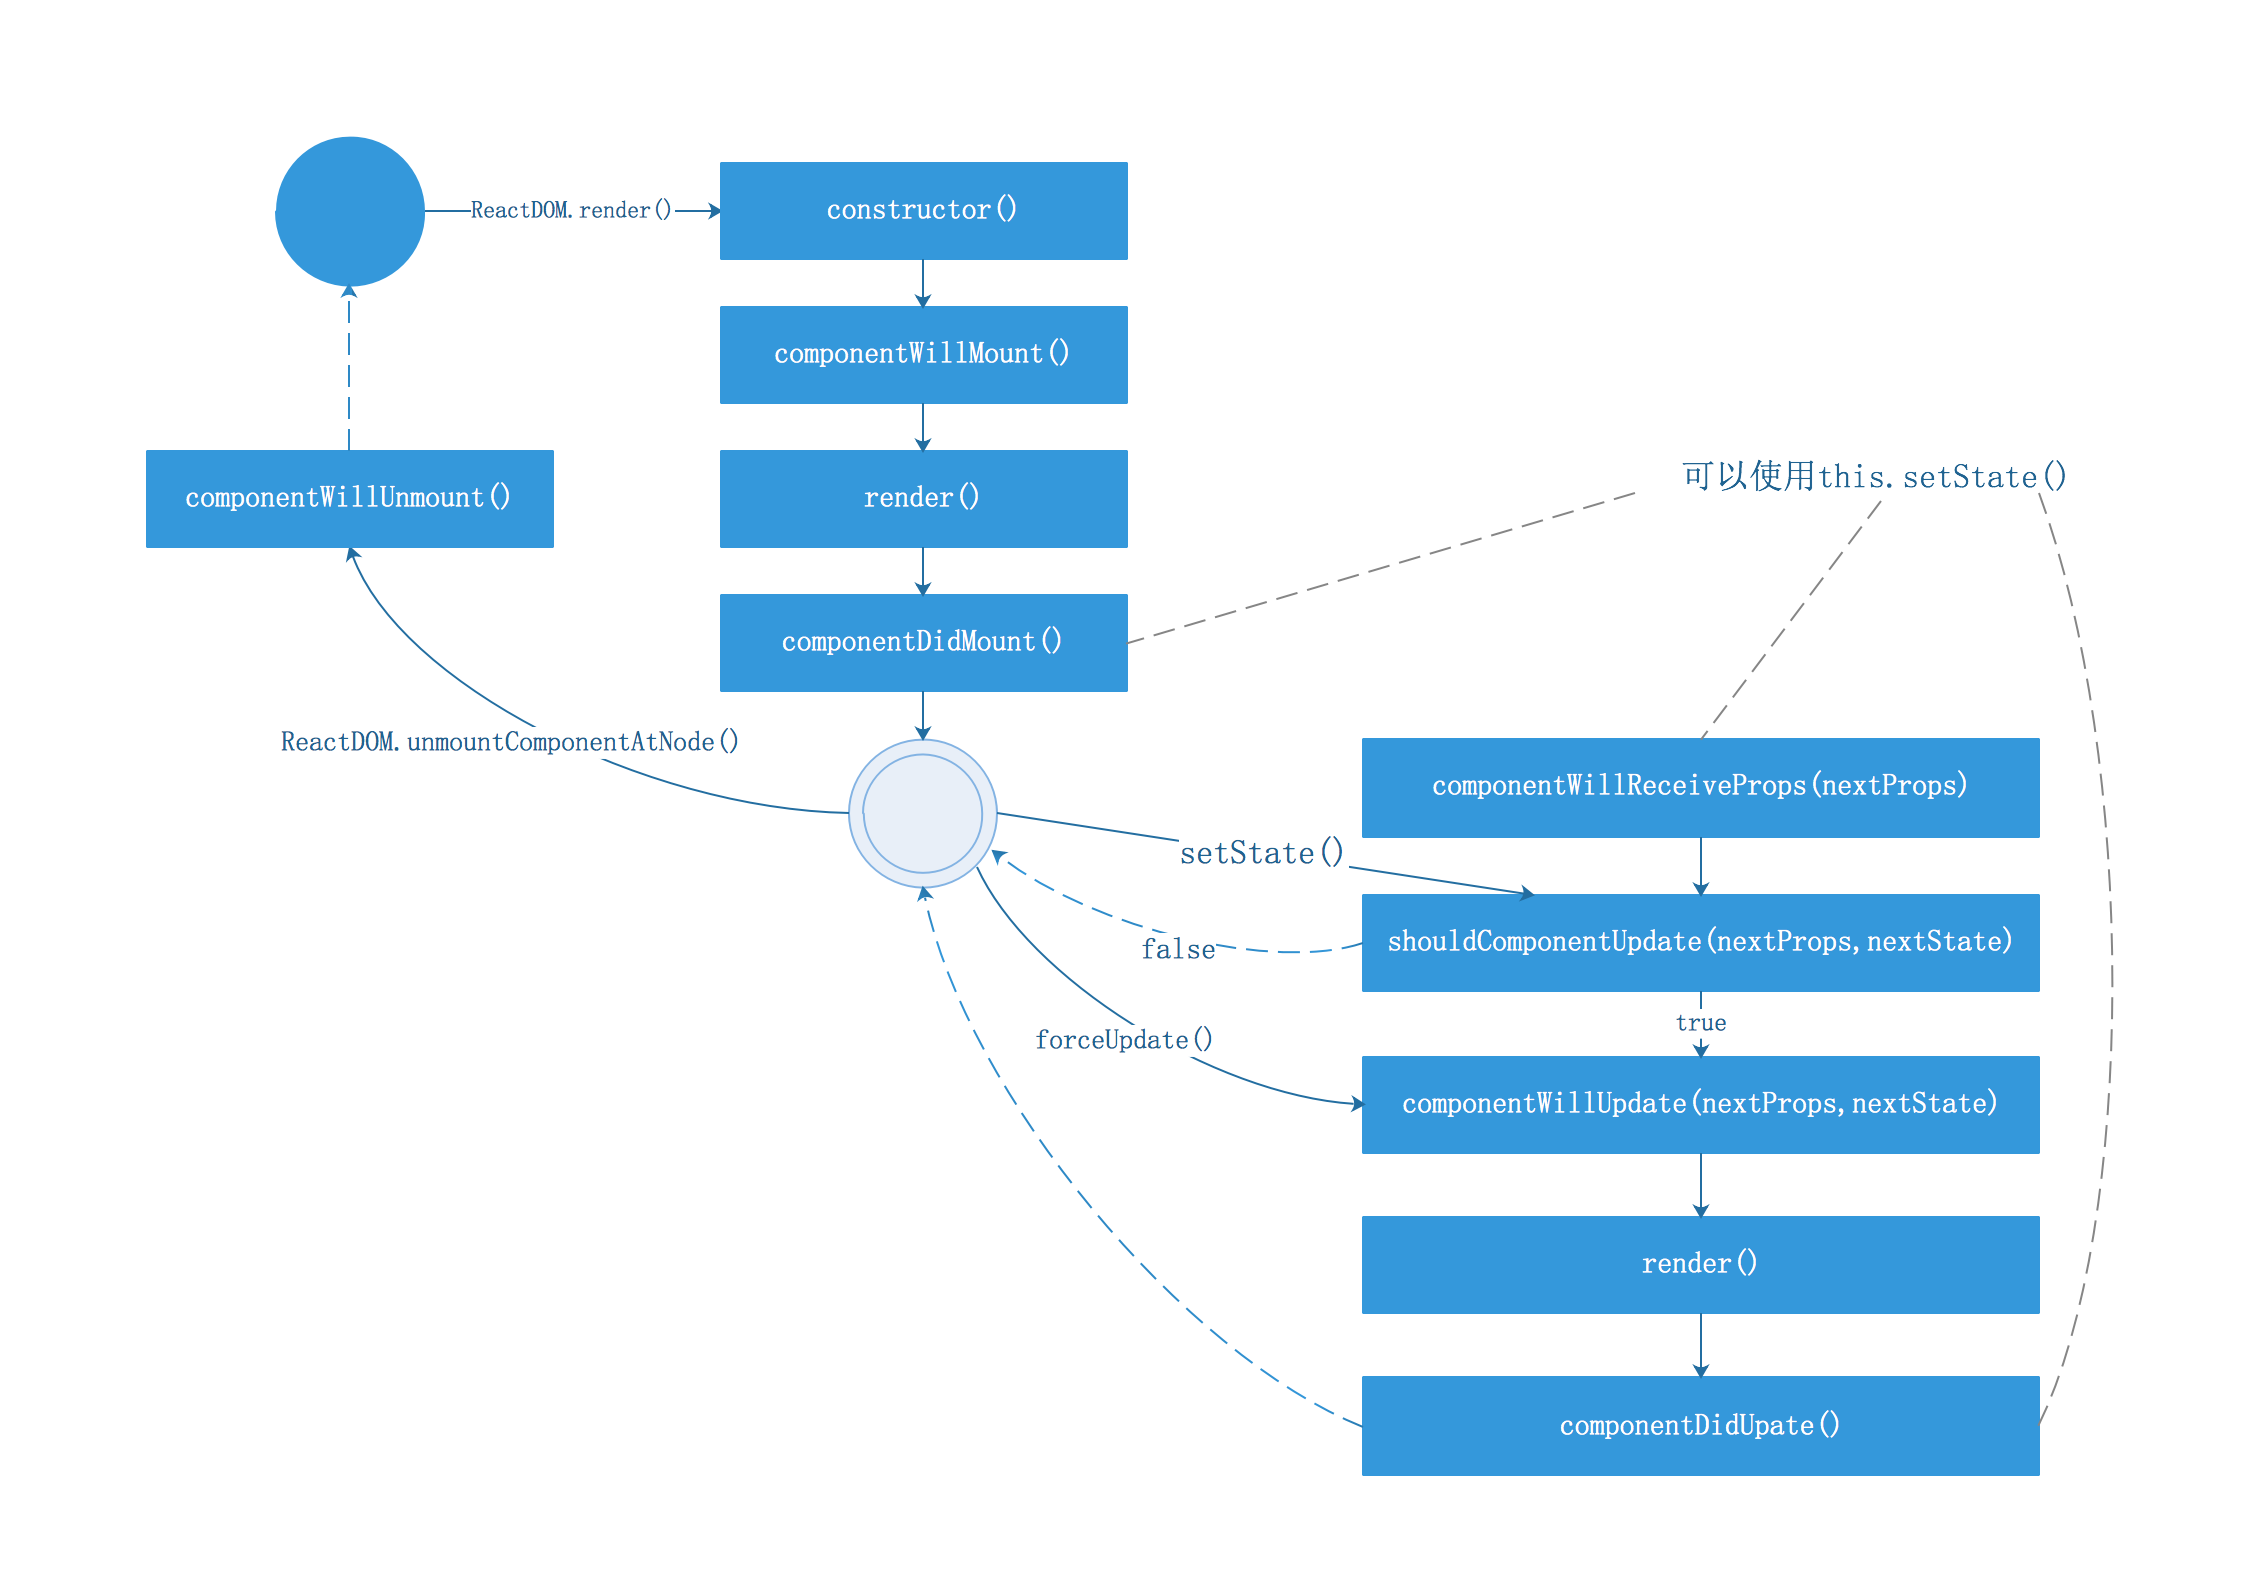 ReactDOM.render()
constructor()
componentWillMount()
render()
componentDidMount()
componentWillUnmount()
ReactDOM.unmountComponentAtNode()
可以使用this.setState()
componentWillReceiveProps(nextProps)
setState()
shouldComponentUpdate(nextProps,nextState)
false
true
forceUpdate()
componentWillUpdate(nextProps,nextState)
render()
componentDidUpate()